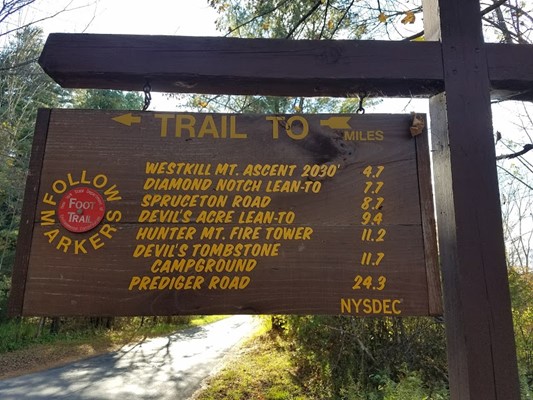 TRAIL TO
MILES
WESTKILL MT. ASCENT 2030' 4.7
DIAMOND NOTCH LEAN-TO 7.7
SPRUCETON ROAD 8.7
DEVIL'S ACRE LEAN-TO 9.4
HUNTER MT. FIRE TOWER 11.2
DEVIL'S TOMBSTONE
CAMPGROUND 11.7
PREDIGER ROAD 24.3
NYSDEC
FOLLOW
FOOT
TRAIL
MARKERS